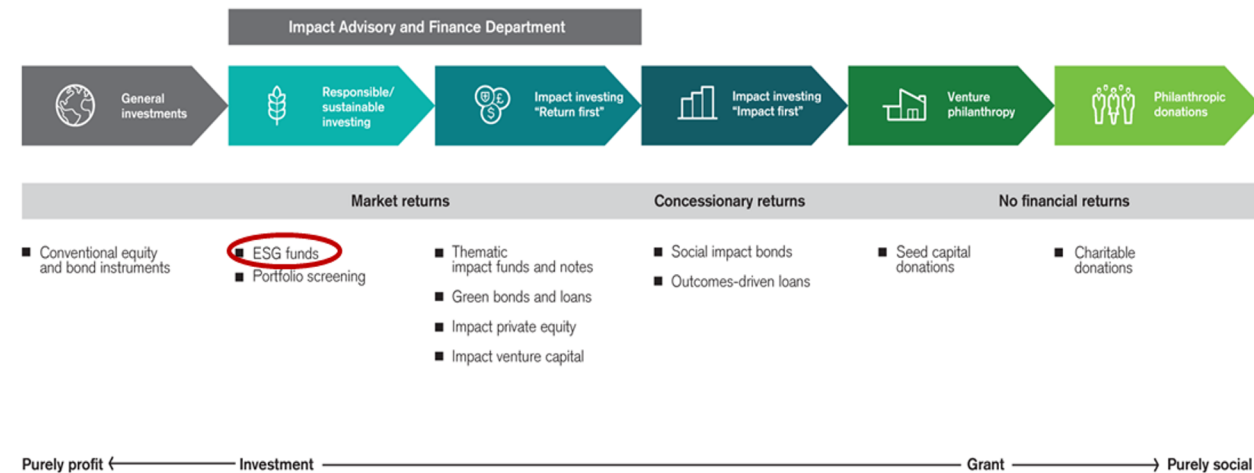 Impact Advisory and Finance Department
General
investments
Responsible/
sustainable
investing
Impact investing
“Return first”
Impact investing
“Impact first”
Venture
philanthropy
Philanthropic
donations
Market returns
Concessionary returns
No financial returns
■ Conventional equity
and bond instruments
■ ESG funds
■ Portfolio screening
■ Thematic
impact funds and notes
■ Green bonds and loans
■ Impact private equity
■ Impact venture capital
■ Social impact bonds
■ Outcomes-driven loans
■ Seed capital
donations
■ Charitable
donations
Purely profit ← Investment — Grant → Purely social